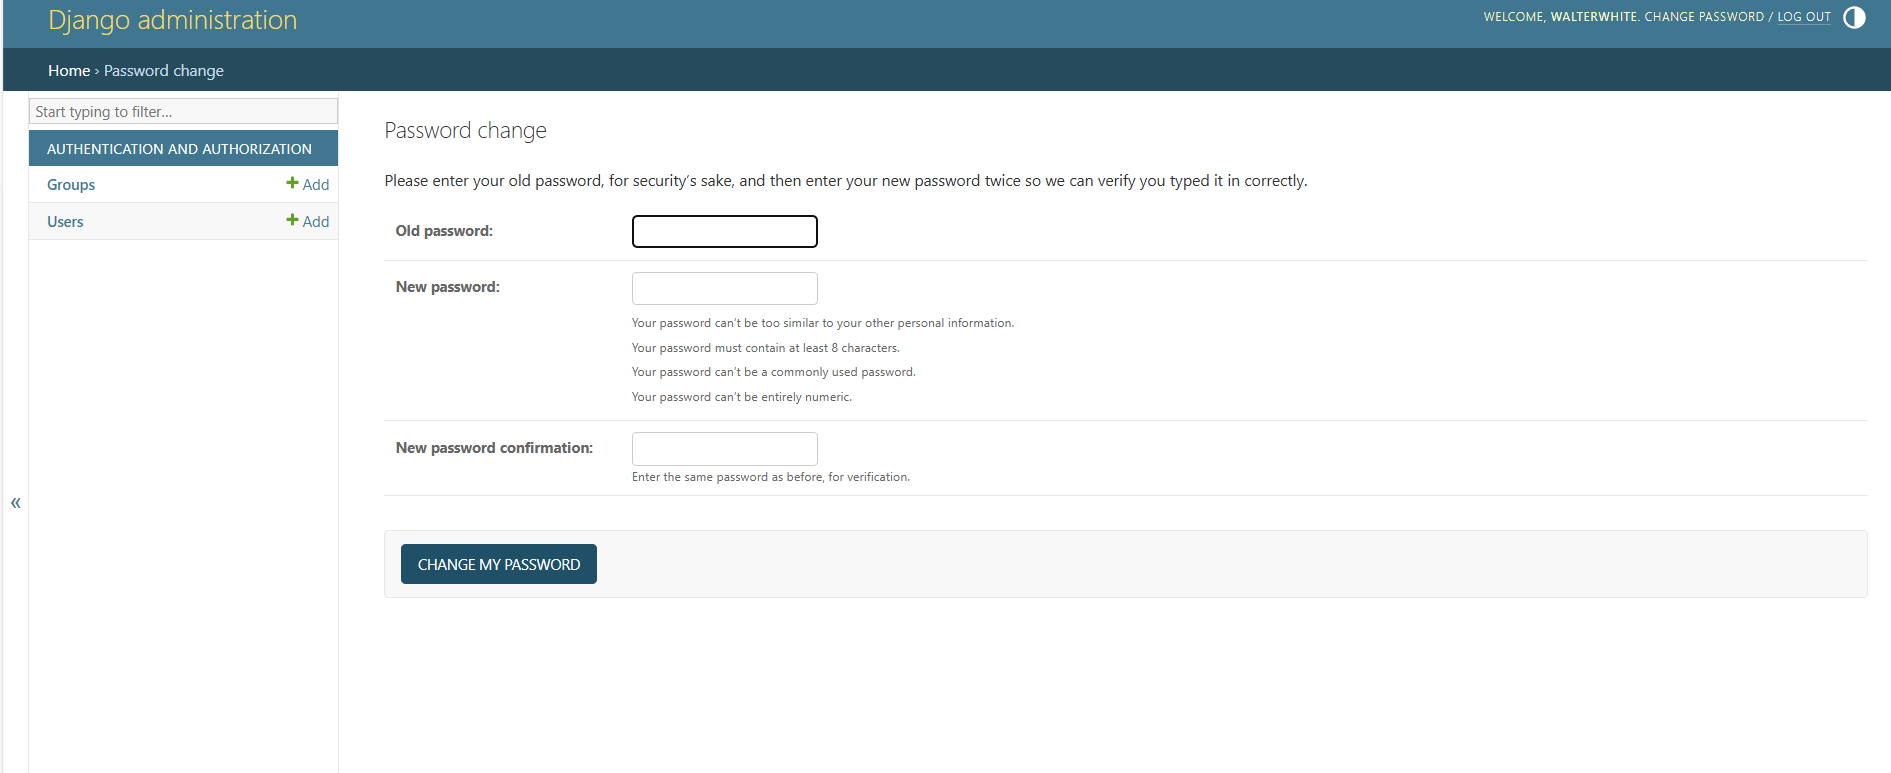 Django administration
WELCOME, WALTERWHITE. CHANGE PASSWORD / LOG OUT
Home › Password change
Start typing to filter...
AUTHENTICATION AND AUTHORIZATION
Groups
+ Add
Users
+ Add
«
Password change
Please enter your old password, for security’s sake, and then enter your new password twice so we can verify you typed it in correctly.
Old password:
New password:
Your password can’t be too similar to your other personal information.
Your password must contain at least 8 characters.
Your password can’t be a commonly used password.
Your password can’t be entirely numeric.
New password confirmation:
Enter the same password as before, for verification.
CHANGE MY PASSWORD